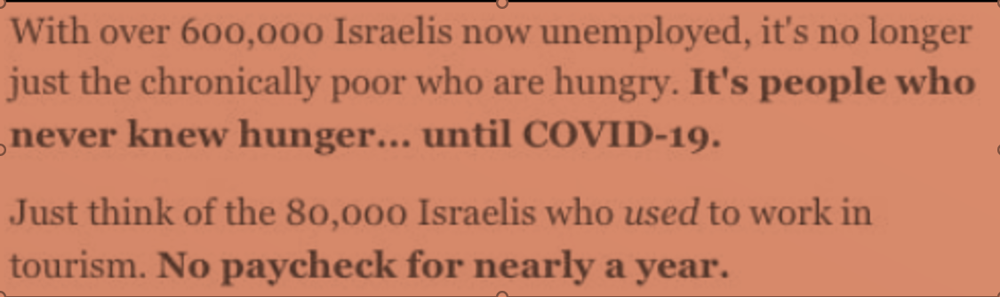 With over 600,000 Israelis now unemployed, it's no longer
just the chronically poor who are hungry. It's people who
never knew hunger... until COVID-19.
Just think of the 80,000 Israelis who used to work in
tourism. No paycheck for nearly a year.